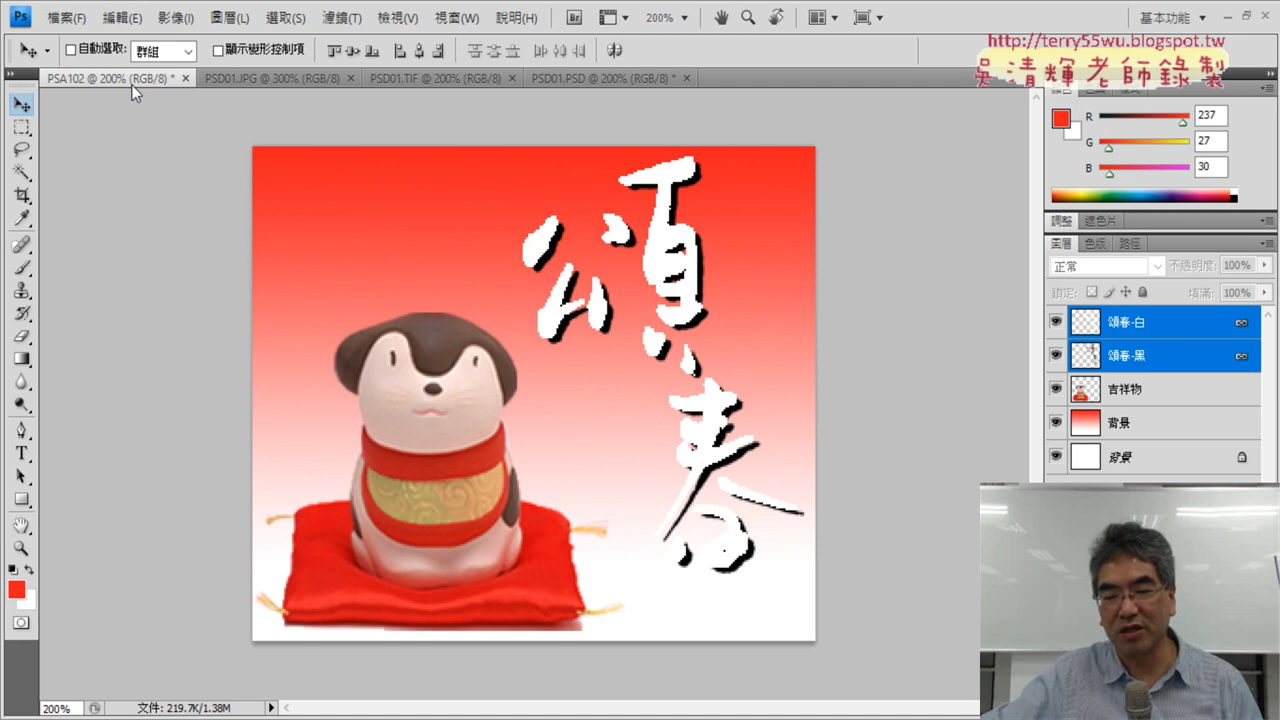 檔案(F) 編輯(E) 影像(I) 圖層(L) 選取(S) 濾鏡(T) 檢視(V) 視窗(W) 說明(H) Br 200% 基本功能
自動選取: 群組 顯示變形控制項
http://terry55wu.blogspot.tw
吳清輝老師錄製
PSA102 @ 200% (RGB/8) * × PSD01.JPG @ 300% (RGB/8) × PSD01.TIF @ 200% (RGB/8) × PSD01.PSD @ 200% (RGB/8) * ×
R 237
G 27
B 30
調整
圖層 色版 路徑
正常 不透明度: 100%
鎖定: 填滿: 100%
頌春-白
頌春-黑
吉祥物
背景
背景
頌春
200% 文件: 219.7K/1.38M